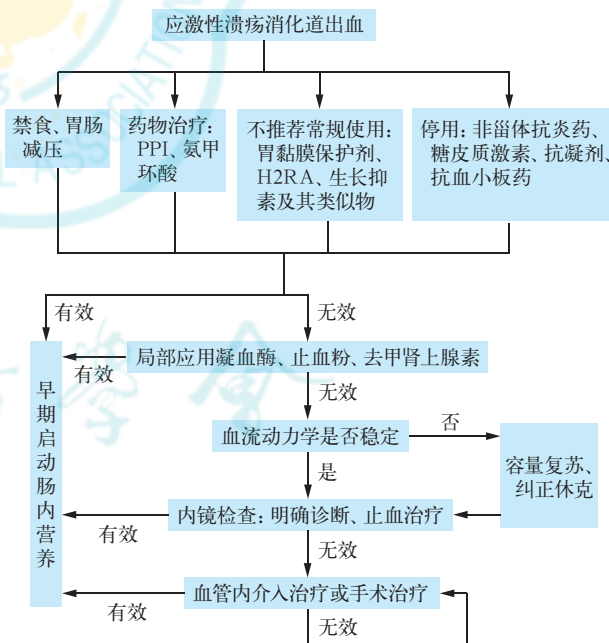 应激性溃疡消化道出血
禁食、胃肠
减压
药物治疗：
PPI、氨甲
环酸
不推荐常规使用：
胃黏膜保护剂、
H2RA、生长抑
素及其类似物
停用：非甾体抗炎药、
糖皮质激素、抗凝剂、
抗血小板药
有效
无效
局部应用凝血酶、止血粉、去甲肾上腺素
有效
无效
早期启动肠内营养
血流动力学是否稳定
否
容量复苏、
纠正休克
是
内镜检查：明确诊断、止血治疗
有效
无效
血管内介入治疗或手术治疗
有效
无效